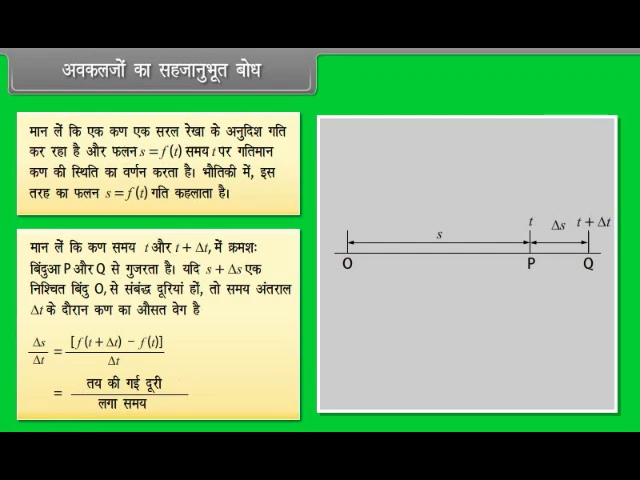 अवकलजों का सहजानुभूत बोध
मान लें कि एक कण एक सरल रेखा के अनुदिश गति
कर रहा है और फलन s = f (t) समय t पर गतिमान
कण की स्थिति का वर्णन करता है। भौतिकी में, इस
तरह का फलन s = f (t) गति कहलाता है।
मान लें कि कण समय t और t + Δt, में क्रमशः
बिंदुआ P और Q से गुजरता है। यदि s + Δs एक
निश्चित बिंदु O, से संबंद्ध दूरियां हों, तो समय अंतराल
Δt के दौरान कण का औसत वेग है
Δs/Δt = [f (t + Δt) − f (t)]/Δt
= तय की गई दूरी/लगा समय
t Δs t + Δt
s
O P Q